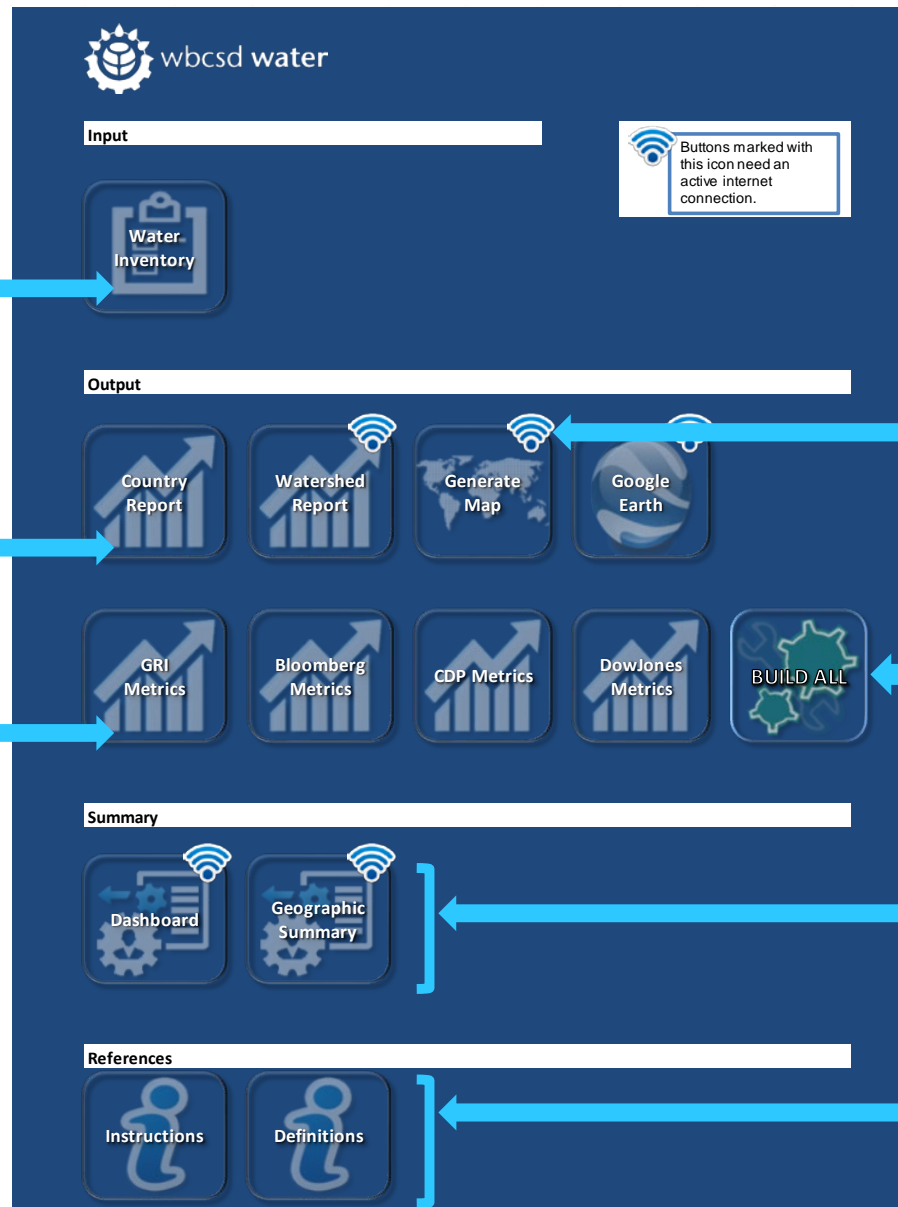 wbcsd water
Input
Buttons marked with
this icon need an
active internet
connection.
Water
Inventory
Output
Country
Report
Watershed
Report
Generate
Map
Google
Earth
GRI
Metrics
Bloomberg
Metrics
CDP Metrics
DowJones
Metrics
BUILD ALL
Summary
Dashboard
Geographic
Summary
References
Instructions
Definitions